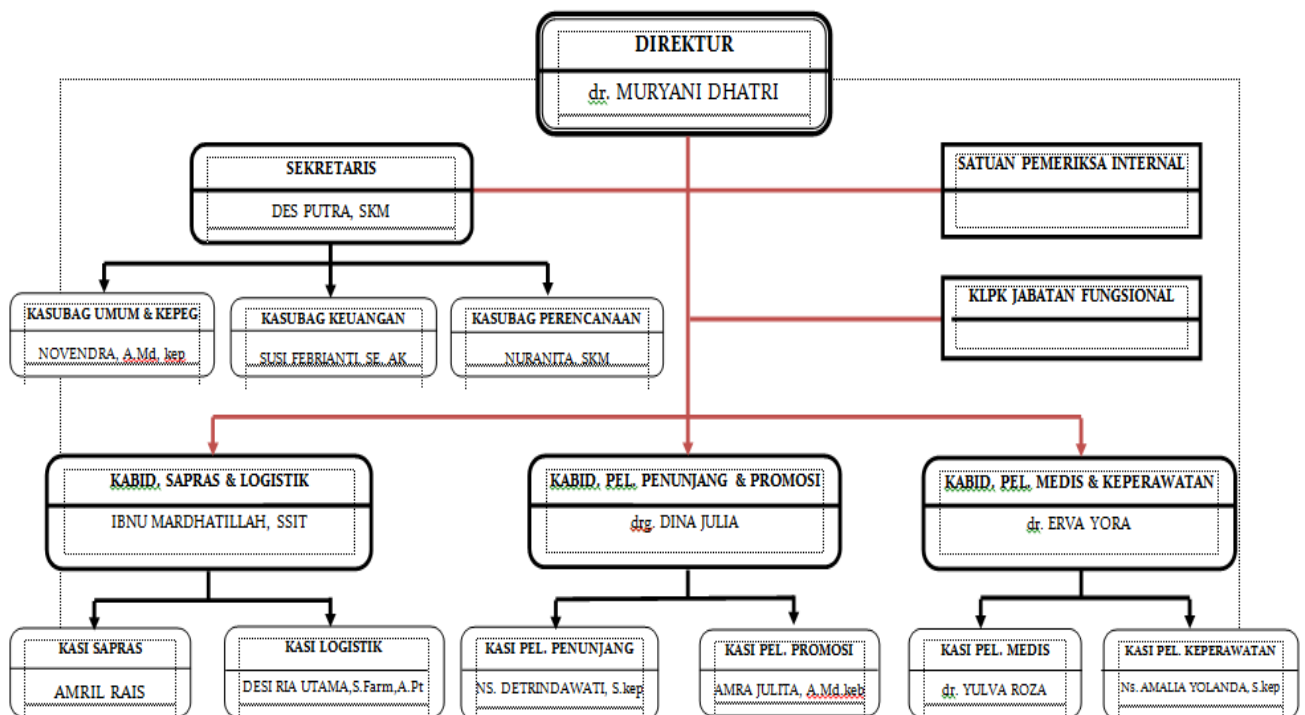 DIREKTUR
dr. MURYANI DHATRI
SEKRETARIS
DES PUTRA, SKM
SATUAN PEMERIKSA INTERNAL
KLPK JABATAN FUNGSIONAL
KASUBAG UMUM & KEPEG
NOVENDRA, A.Md, kep
KASUBAG KEUANGAN
SUSI FEBRIANTI, SE, AK
KASUBAG PERENCANAAN
NURANITA, SKM
KABID, SAPRAS & LOGISTIK
IBNU MARDHATILLAH, SSIT
KABID, PEL. PENUNJANG & PROMOSI
drg. DINA JULIA
KABID, PEL. MEDIS & KEPERAWATAN
dr. ERVA YORA
KASI SAPRAS
AMRIL RAIS
KASI LOGISTIK
DESI RIA UTAMA,S.Farm,A.Pt
KASI PEL. PENUNJANG
NS. DETRINDAWATI, S.kep
KASI PEL. PROMOSI
AMRA JULITA, A.Md.keb
KASI PEL. MEDIS
dr. YULVA ROZA
KASI PEL. KEPERAWATAN
Ns. AMALIA YOLANDA, S.kep